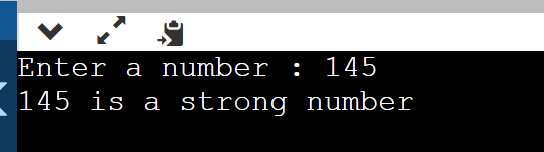 Enter a number : 145
145 is a strong number